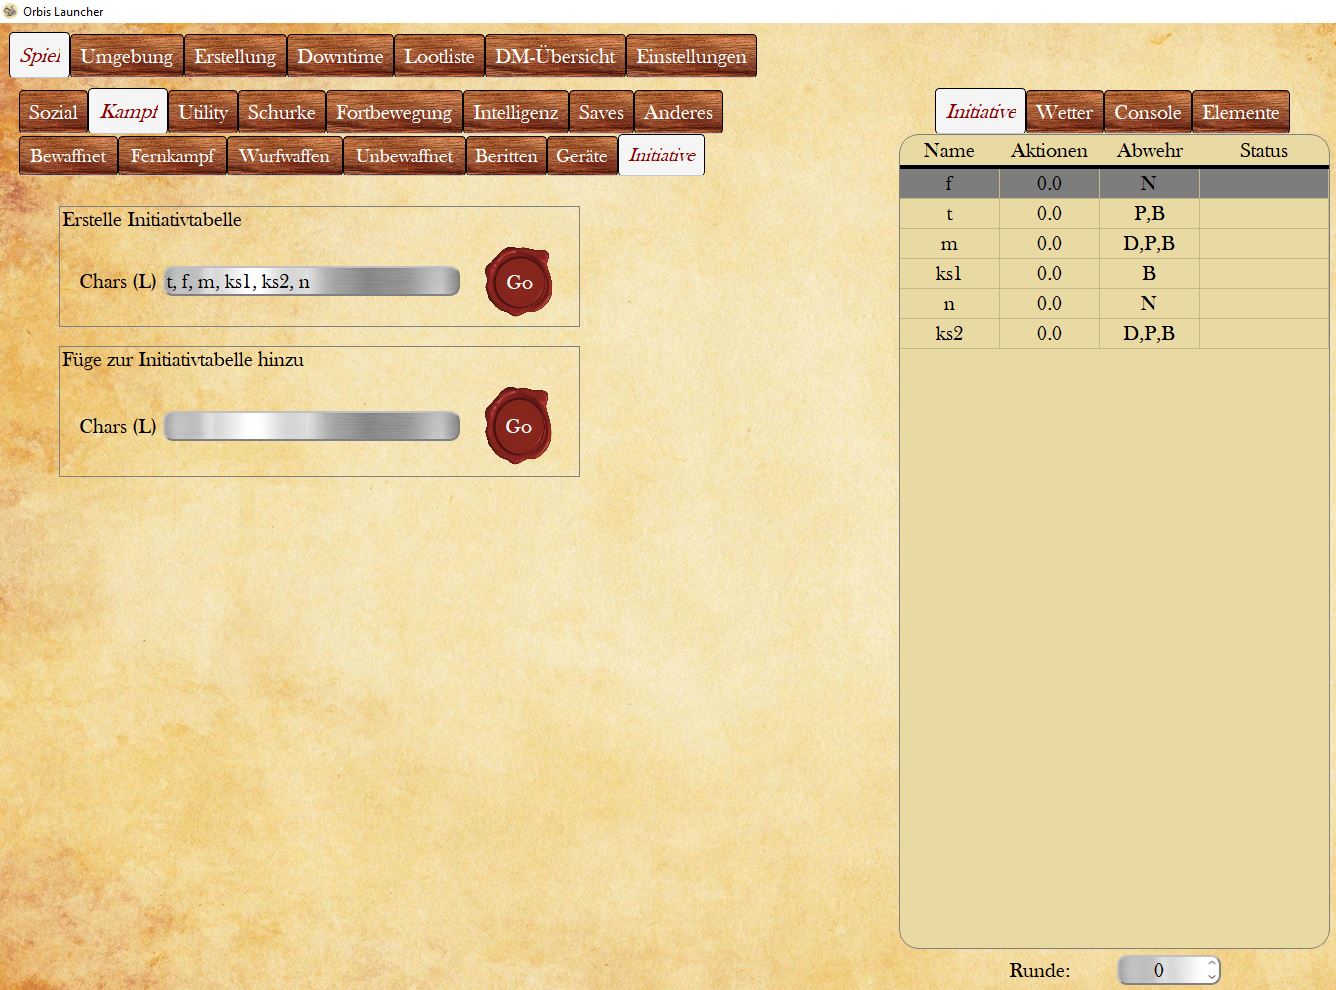 Orbis Launcher
Spiel Umgebung Erstellung Downtime Lootliste DM-Übersicht Einstellungen
Sozial Kampf Utility Schurke Fortbewegung Intelligenz Saves Anderes
Bewaffnet Fernkampf Wurfwaffen Unbewaffnet Beritten Geräte Initiative
Erstelle Initiativtabelle
Chars (L) t, f, m, ks1, ks2, n Go
Füge zur Initiativtabelle hinzu
Chars (L) Go
Initiative Wetter Console Elemente
Name Aktionen Abwehr Status
f 0.0 N
t 0.0 P,B
m 0.0 D,P,B
ks1 0.0 B
n 0.0 N
ks2 0.0 D,P,B
Runde: 0